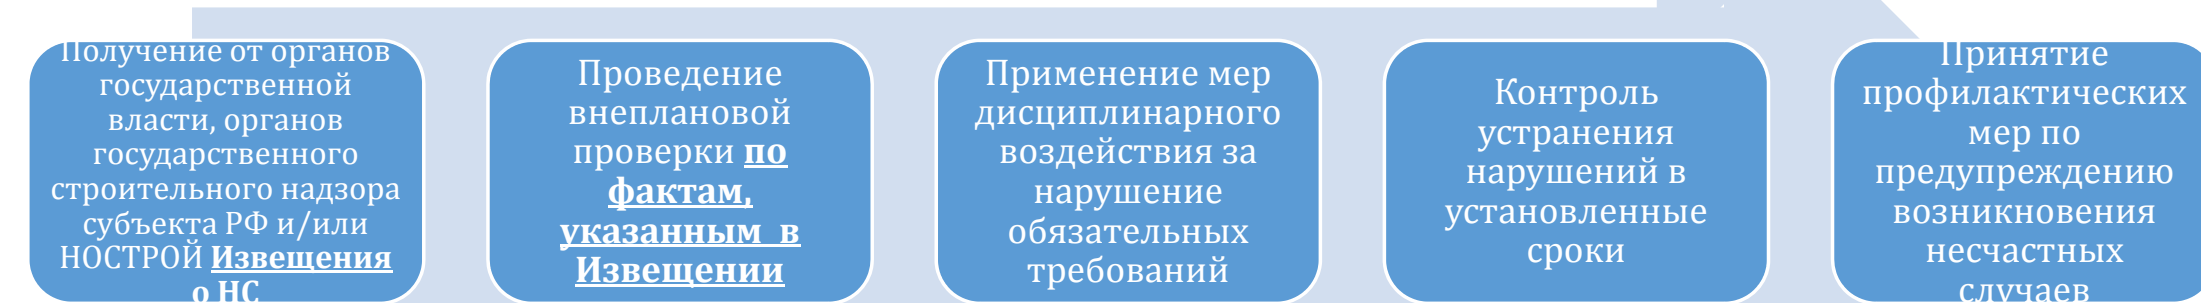 Получение от органов
государственной
власти, органов
государственного
строительного надзора
субъекта РФ и/или
НОСТРОЙ Извещения
о НС
Проведение
внеплановой
проверки по
фактам,
указанным в
Извещении
Применение мер
дисциплинарного
воздействия за
нарушение
обязательных
требований
Контроль
устранения
нарушений в
установленные
сроки
Принятие
профилактических
мер по
предупреждению
возникновения
несчастных
случаев